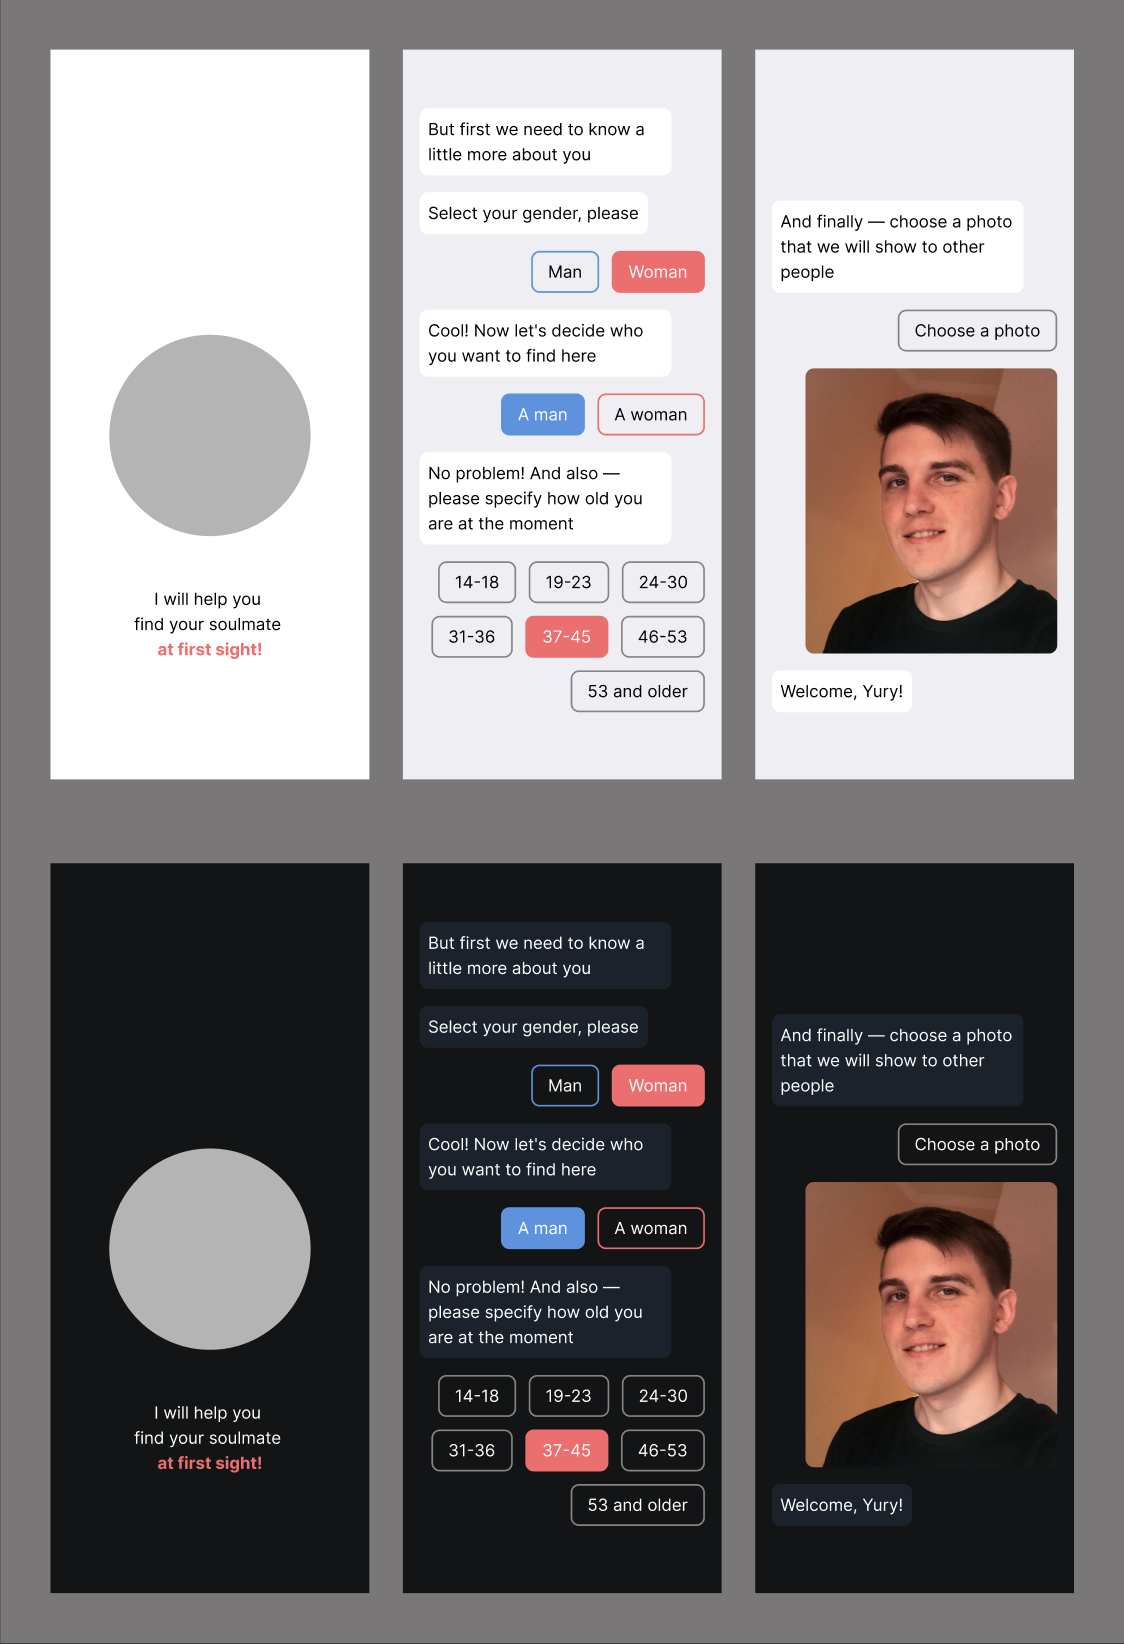 I will help you
find your soulmate
at first sight!
But first we need to know a
little more about you
Select your gender, please
Man
Woman
Cool! Now let's decide who
you want to find here
A man
A woman
No problem! And also —
please specify how old you
are at the moment
14-18
19-23
24-30
31-36
37-45
46-53
53 and older
And finally — choose a photo
that we will show to other
people
Choose a photo
Welcome, Yury!
I will help you
find your soulmate
at first sight!
But first we need to know a
little more about you
Select your gender, please
Man
Woman
Cool! Now let's decide who
you want to find here
A man
A woman
No problem! And also —
please specify how old you
are at the moment
14-18
19-23
24-30
31-36
37-45
46-53
53 and older
And finally — choose a photo
that we will show to other
people
Choose a photo
Welcome, Yury!